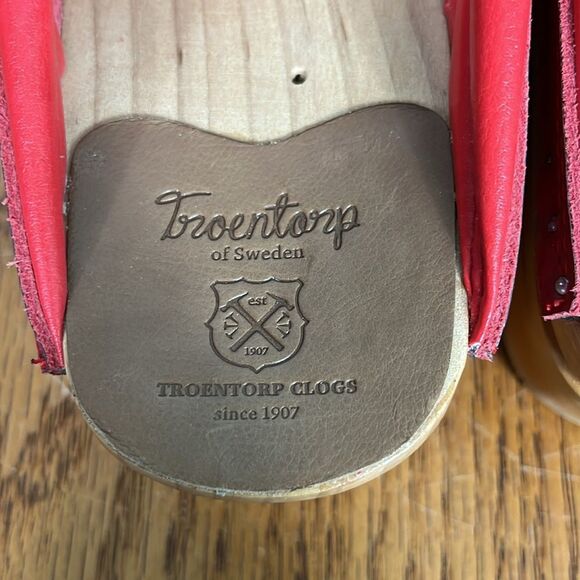 Troentorp
of Sweden
est
1907
TROENTORP CLOGS
since 1907